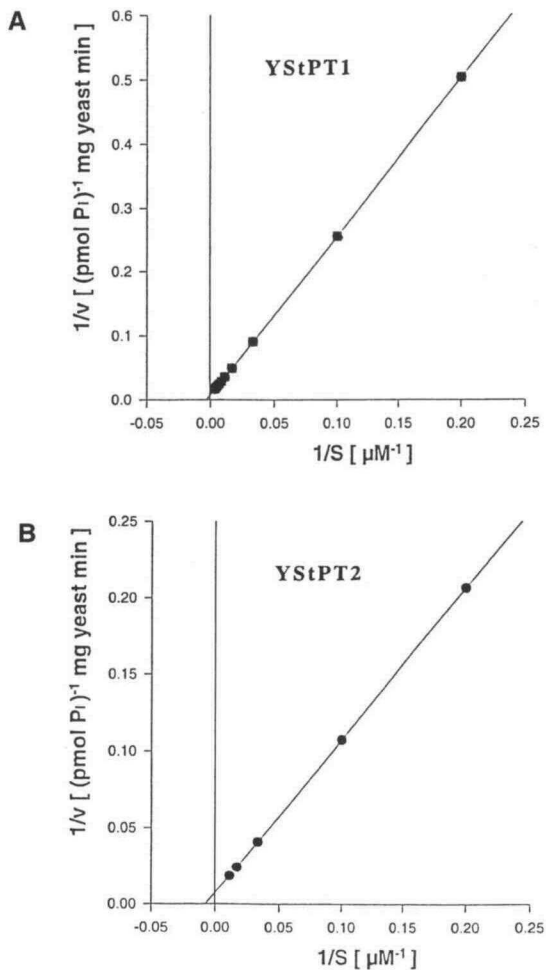 A
YStPT1
1/v [ (pmol Pi)⁻¹ mg yeast min ]
0.6
0.5
0.4
0.3
0.2
0.1
0.0
-0.05 0.00 0.05 0.10 0.15 0.20 0.25
1/S [ µM⁻¹ ]
B
YStPT2
1/v [ (pmol Pi)⁻¹ mg yeast min ]
0.25
0.20
0.15
0.10
0.05
0.00
-0.05 0.00 0.05 0.10 0.15 0.20 0.25
1/S [ µM⁻¹ ]